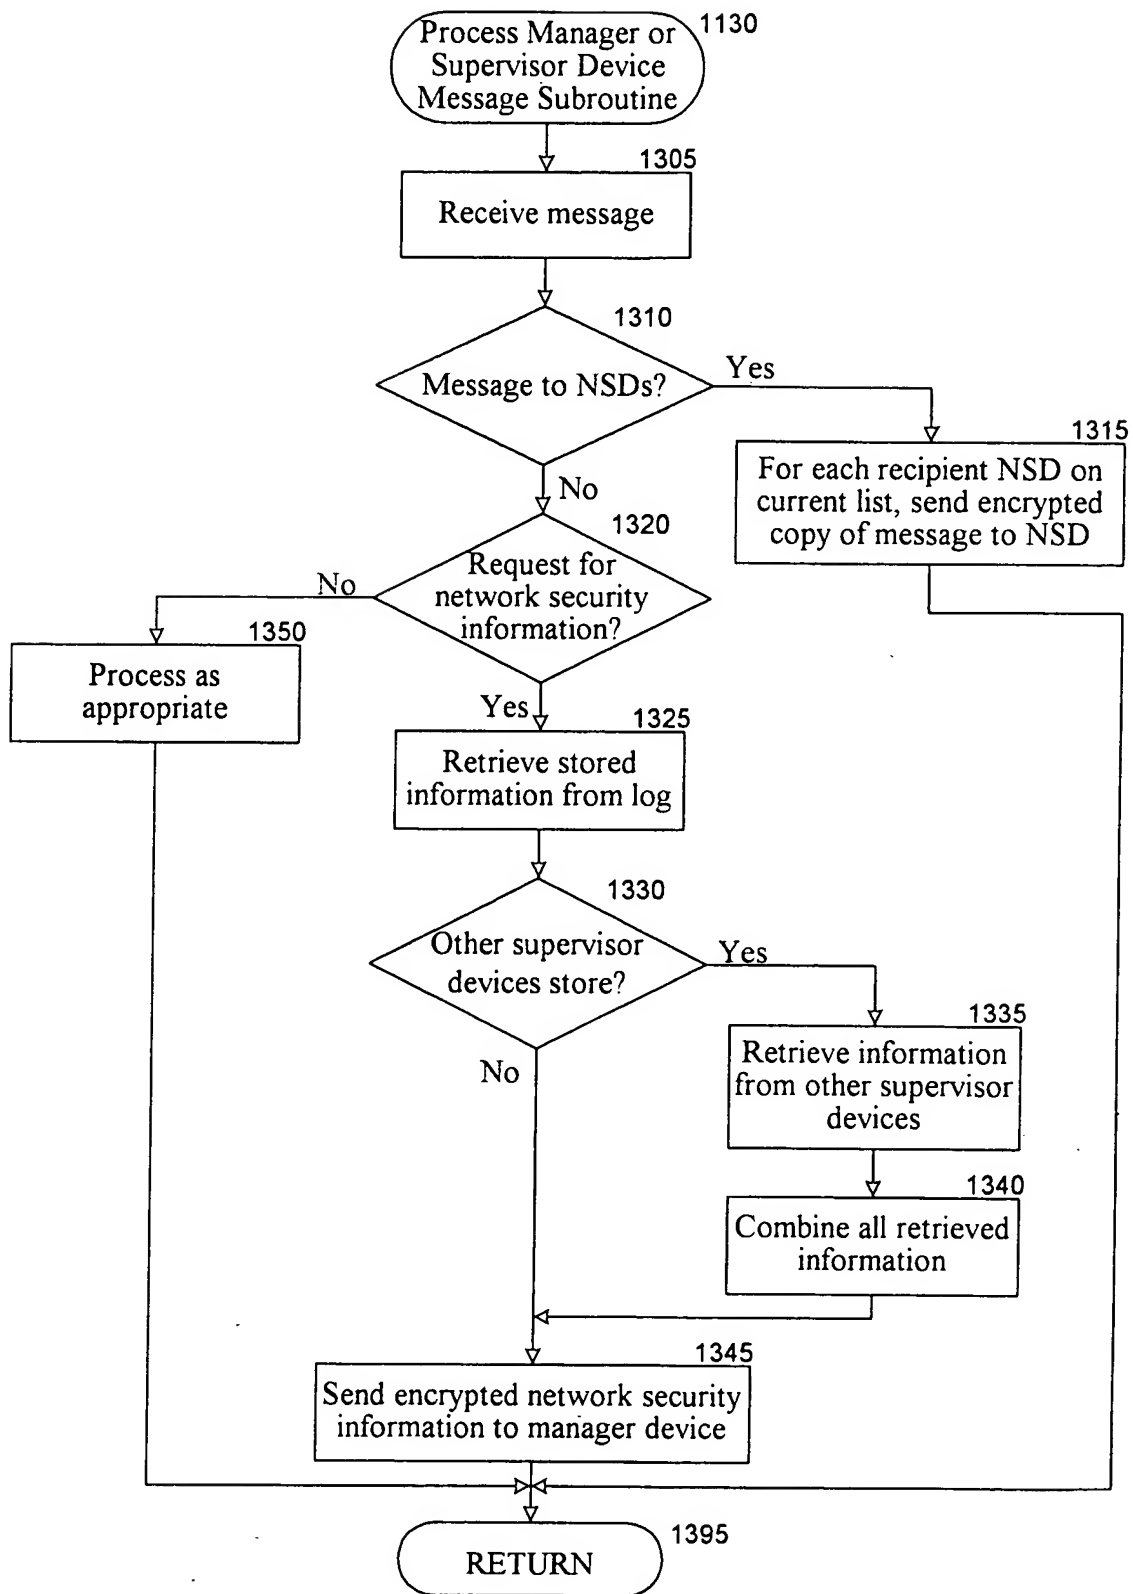 1130
Process Manager or
Supervisor Device
Message Subroutine
1305
Receive message
1310
Message to NSDs?
Yes
1315
For each recipient NSD on
current list, send encrypted
copy of message to NSD
No
1320
Request for
network security
information?
No
1350
Process as
appropriate
Yes
1325
Retrieve stored
information from log
1330
Other supervisor
devices store?
Yes
1335
Retrieve information
from other supervisor
devices
No
1340
Combine all retrieved
information
1345
Send encrypted network security
information to manager device
1395
RETURN